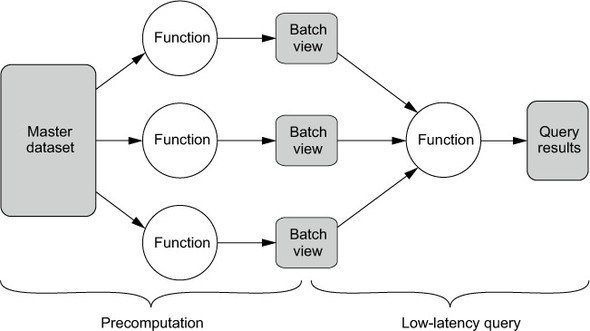 Function
Batch
view
Master
dataset
Function
Batch
view
Function
Query
results
Function
Batch
view
Precomputation
Low-latency query